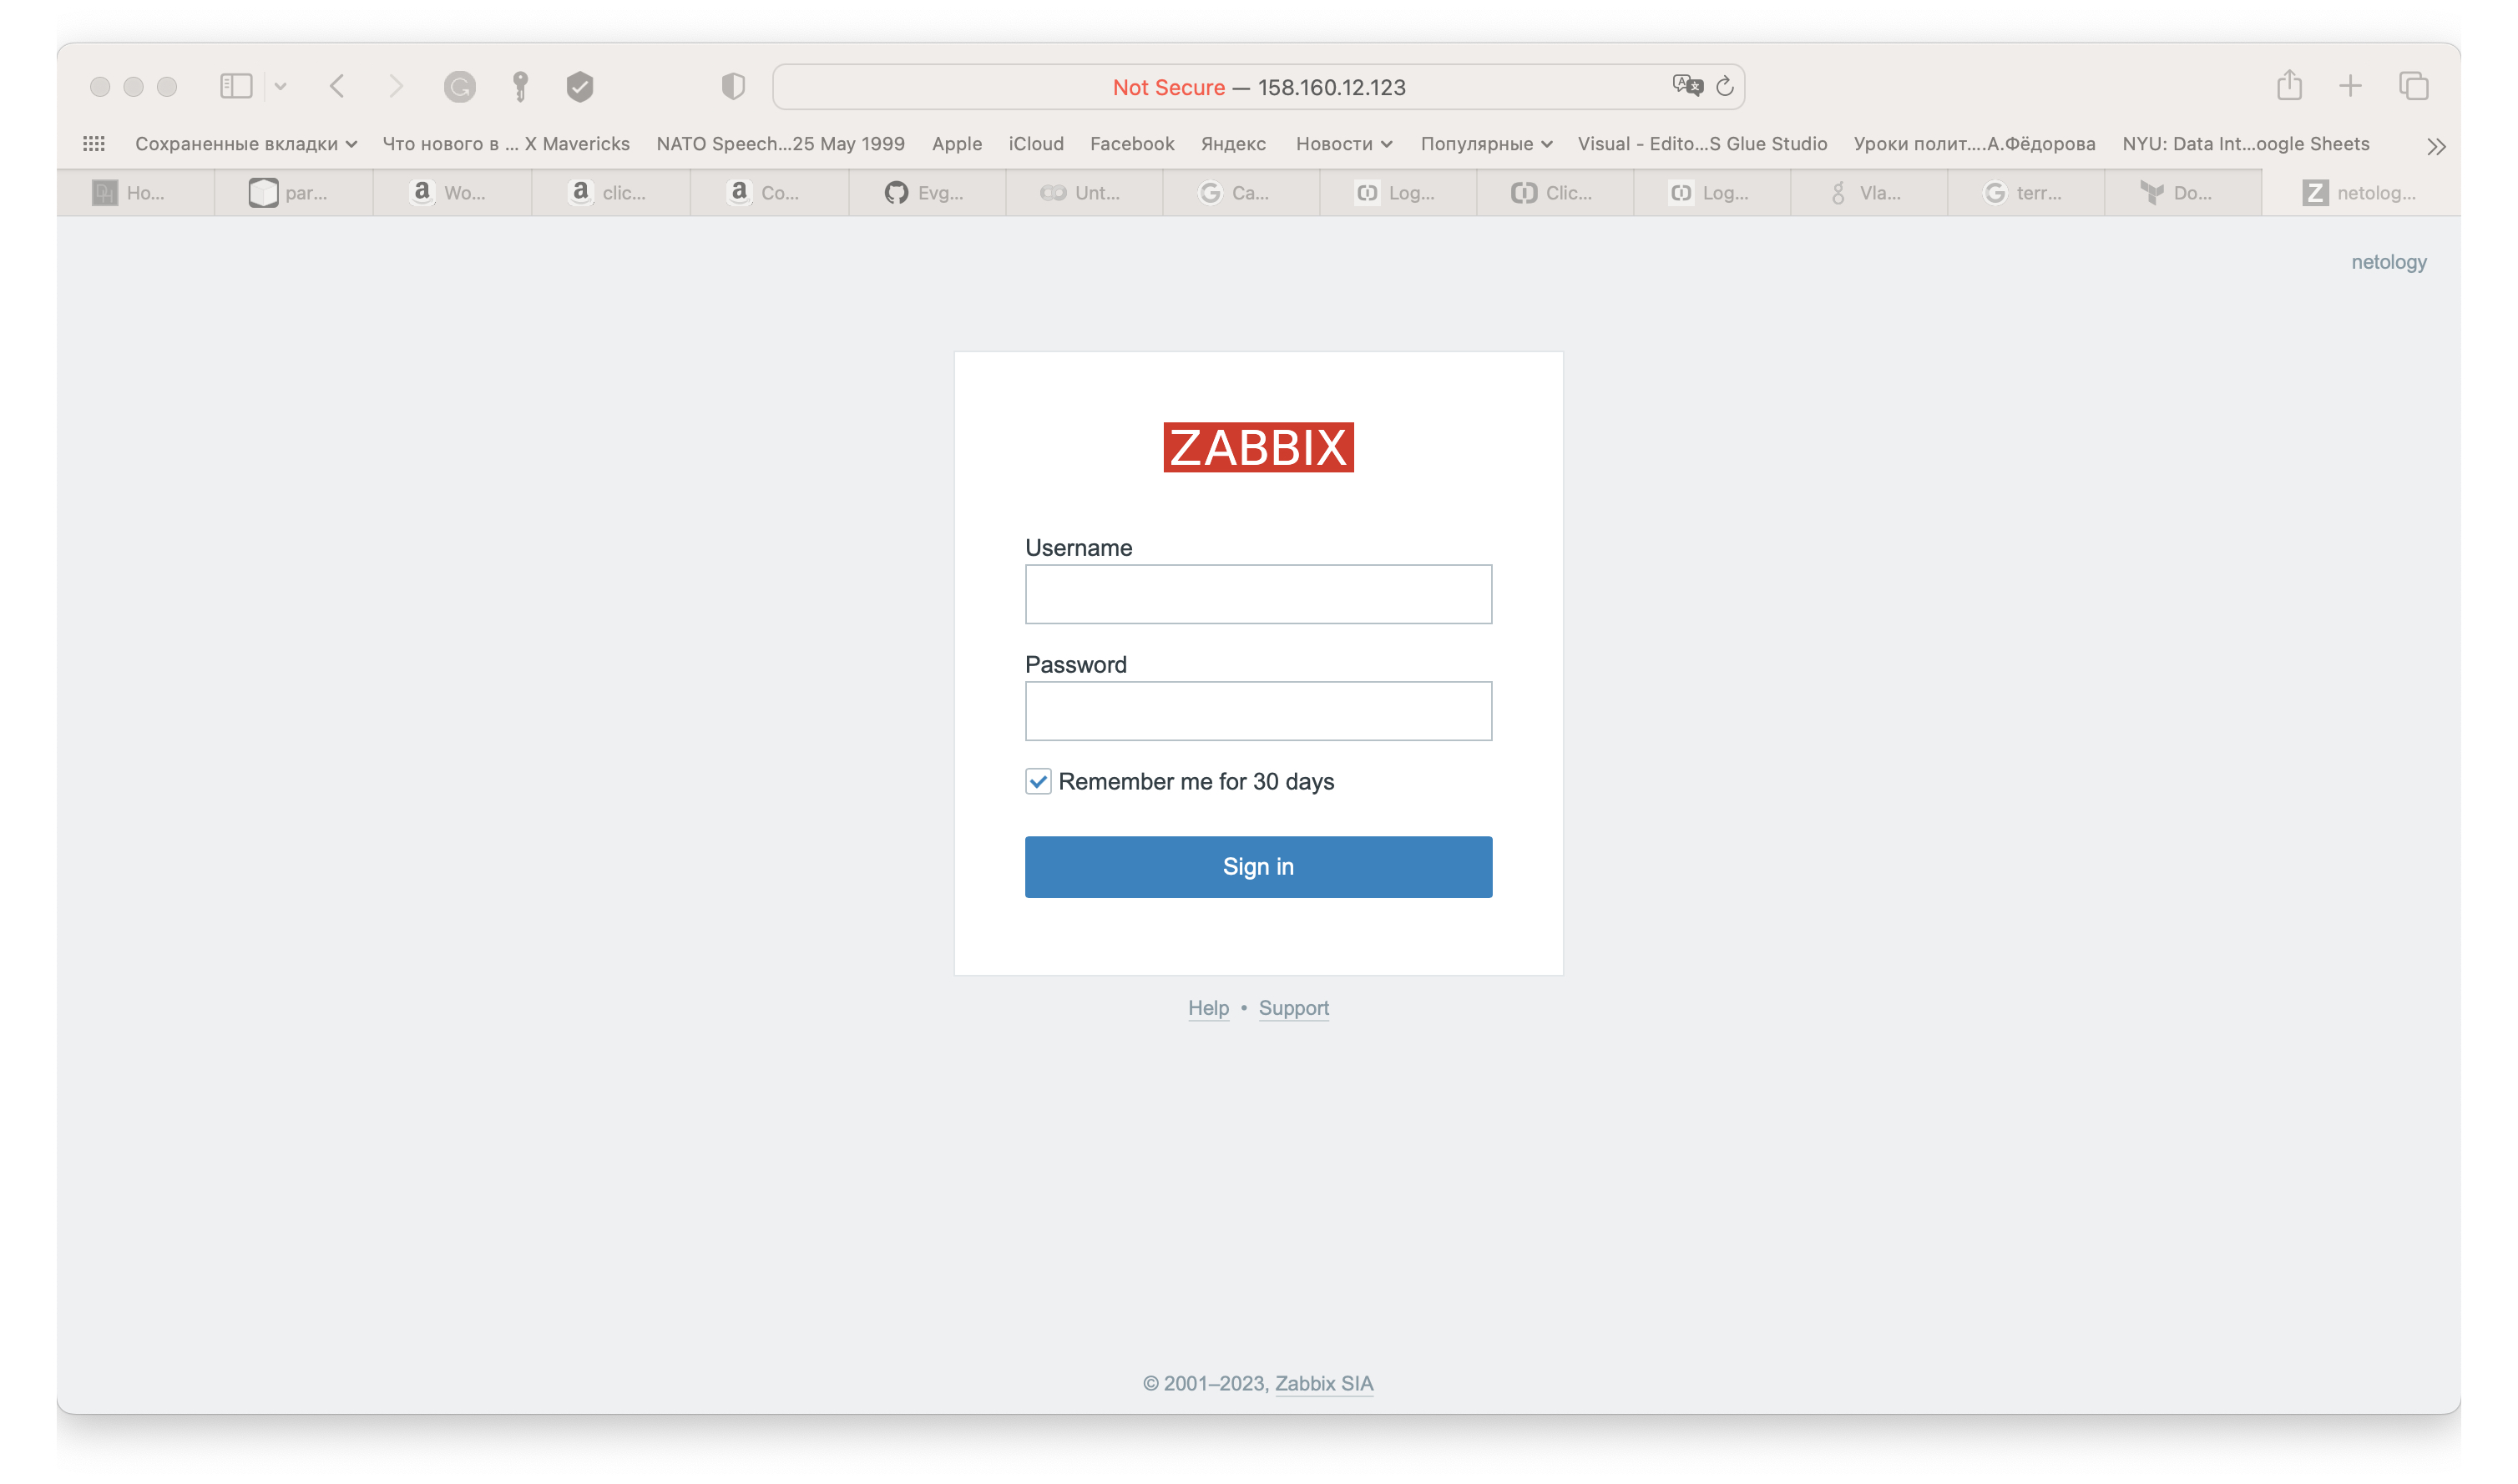 Not Secure — 158.160.12.123
Сохраненные вкладки Что нового в ... X Mavericks NATO Speech...25 May 1999 Apple iCloud Facebook Яндекс Новости Популярные Visual - Edito...S Glue Studio Уроки полит....А.Фёдорова NYU: Data Int...oogle Sheets
Ho... par... Wo... clic... Co... Evg... Unt... Ca... Log... Clic... Log... Vla... terr... Do... netolog...
netology
ZABBIX
Username
Password
Remember me for 30 days
Sign in
Help • Support
© 2001–2023, Zabbix SIA